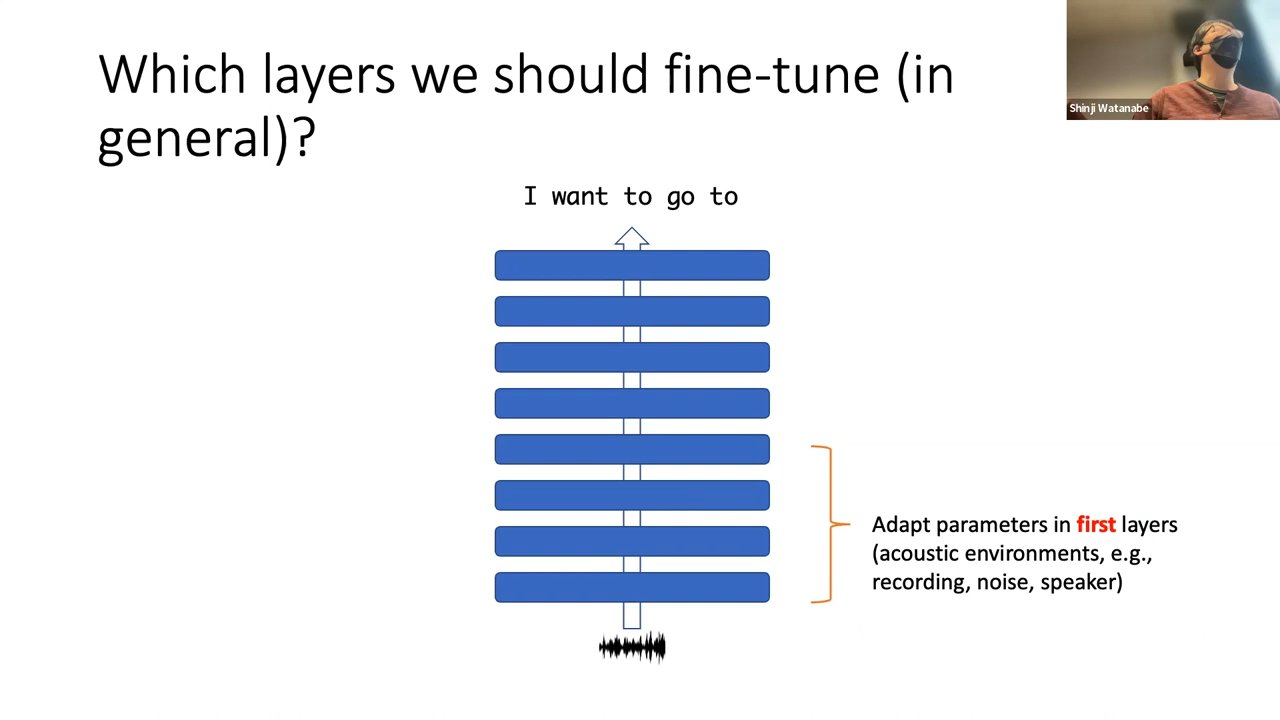 Which layers we should fine-tune (in
general)?
Shinji Watanabe
I want to go to
Adapt parameters in first layers
(acoustic environments, e.g.,
recording, noise, speaker)